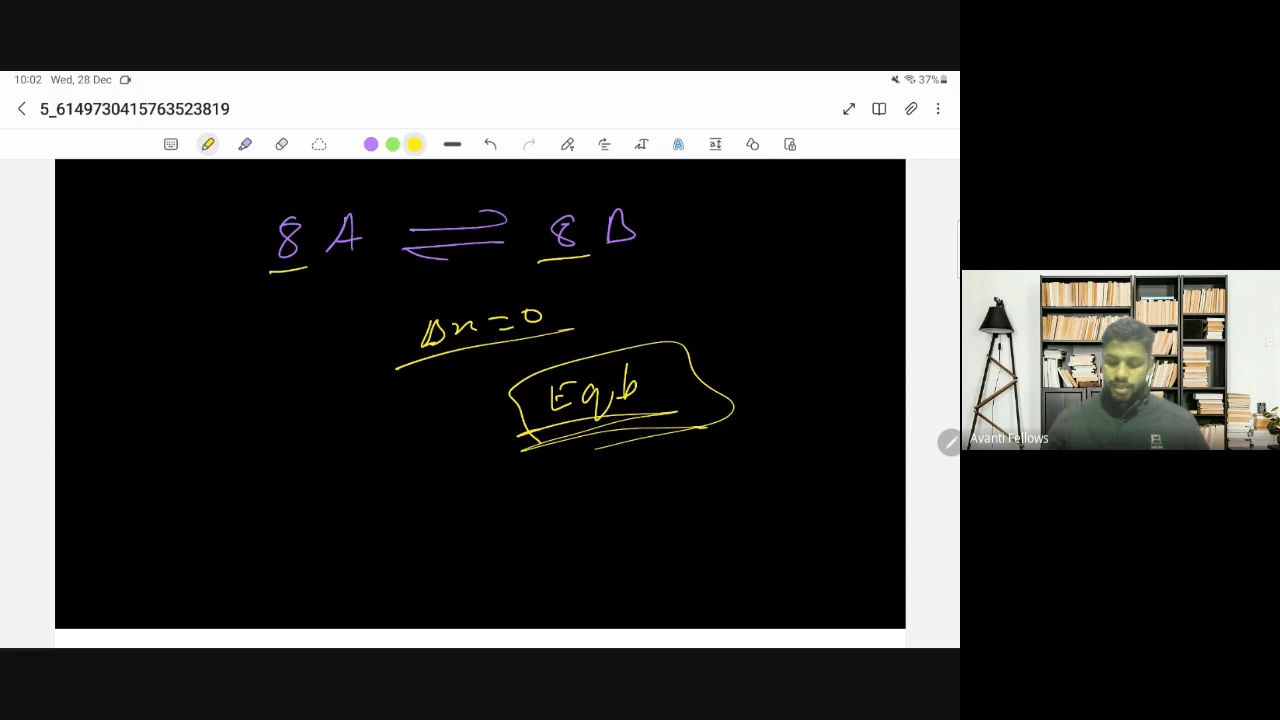 10:02 Wed, 28 Dec 37%
5_6149730415763523819
8 A ⇌ 8 B
Δn = 0
Eqb
Avanti Fellows